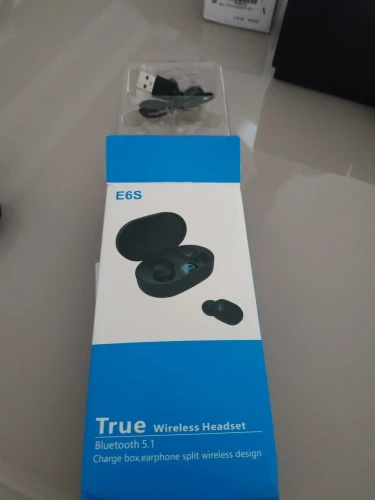 E6S
True Wireless Headset
Bluetooth 5.1
Charge box,earphone split wireless design